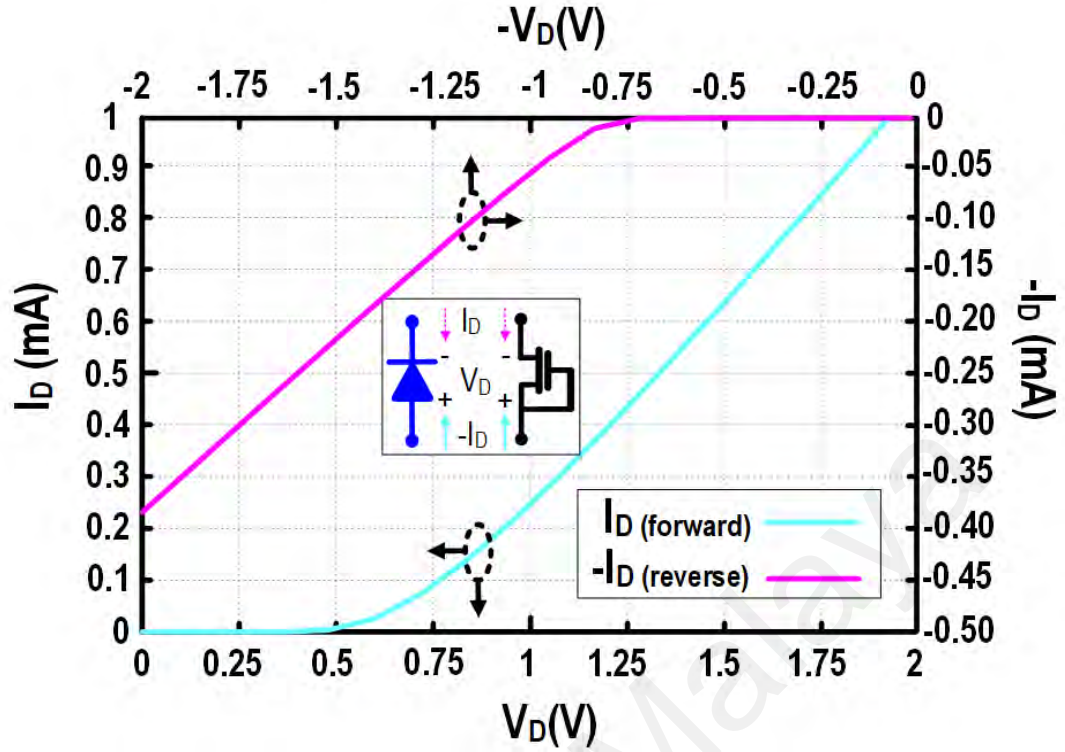 -VD(V)
-2 -1.75 -1.5 -1.25 -1 -0.75 -0.5 -0.25 0
1 0
0.9 -0.05
0.8 -0.10
0.7 -0.15
0.6 -0.20
0.5 -0.25
0.4 -0.30
0.3 -0.35
0.2 -0.40
0.1 -0.45
0 -0.50
ID (mA)
-ID (mA)
ID
- -
VD
+ +
-ID
ID (forward)
-ID (reverse)
0 0.25 0.5 0.75 1 1.25 1.5 1.75 2
VD(V)
Malaya